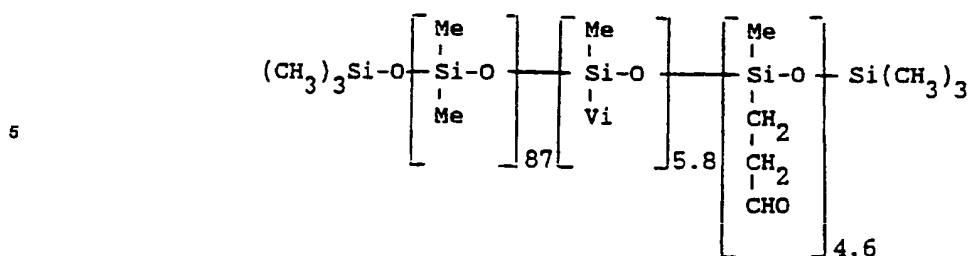 Me Me Me
(CH3)3Si-O Si-O Si-O Si-O Si(CH3)3
Me Vi CH2
5
87 5.8 CH2
CHO
4.6